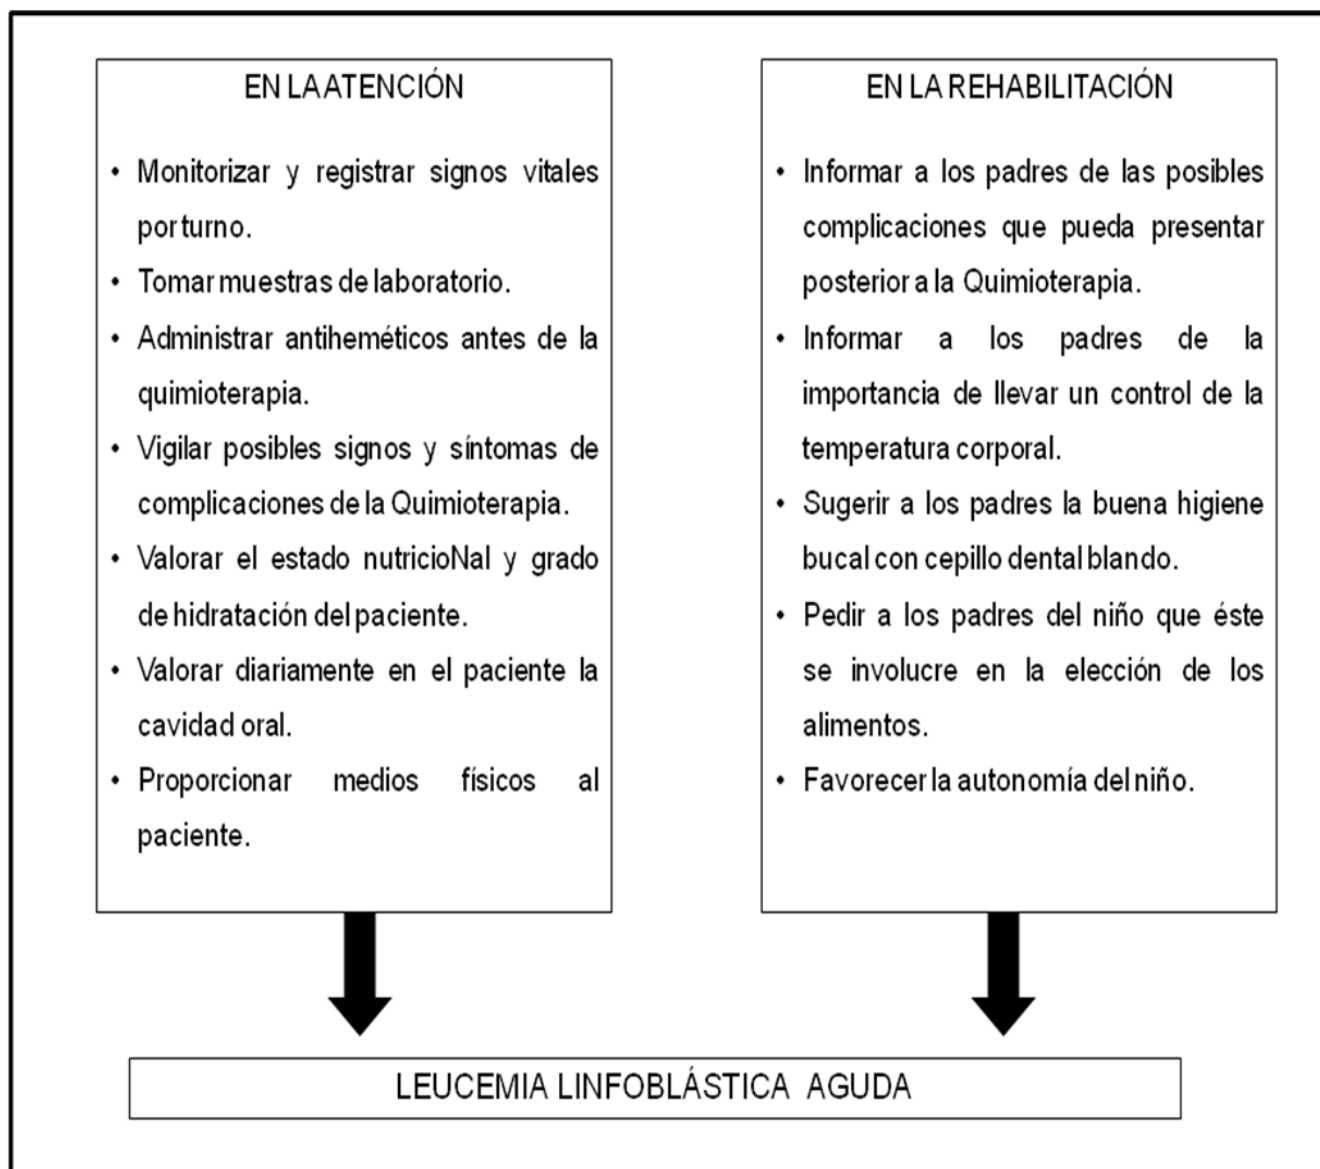 EN LA ATENCIÓN
• Monitorizar y registrar signos vitales
por turno.
• Tomar muestras de laboratorio.
• Administrar antiheméticos antes de la
quimioterapia.
• Vigilar posibles signos y síntomas de
complicaciones de la Quimioterapia.
• Valorar el estado nutricioNal y grado
de hidratación del paciente.
• Valorar diariamente en el paciente la
cavidad oral.
• Proporcionar medios físicos al
paciente.
EN LA REHABILITACIÓN
• Informar a los padres de las posibles
complicaciones que pueda presentar
posterior a la Quimioterapia.
• Informar a los padres de la
importancia de llevar un control de la
temperatura corporal.
• Sugerir a los padres la buena higiene
bucal con cepillo dental blando.
• Pedir a los padres del niño que éste
se involucre en la elección de los
alimentos.
• Favorecer la autonomía del niño.
LEUCEMIA LINFOBLÁSTICA AGUDA